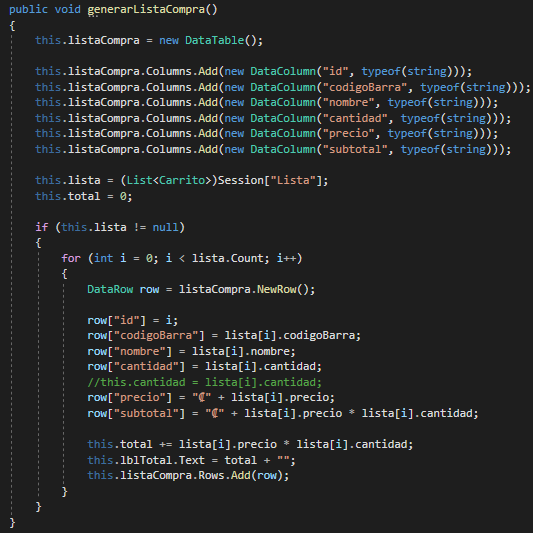 public void generarListaCompra()
{
this.listaCompra = new DataTable();
this.listaCompra.Columns.Add(new DataColumn("id", typeof(string)));
this.listaCompra.Columns.Add(new DataColumn("codigoBarra", typeof(string)));
this.listaCompra.Columns.Add(new DataColumn("nombre", typeof(string)));
this.listaCompra.Columns.Add(new DataColumn("cantidad", typeof(string)));
this.listaCompra.Columns.Add(new DataColumn("precio", typeof(string)));
this.listaCompra.Columns.Add(new DataColumn("subtotal", typeof(string)));
this.lista = (List<Carrito>)Session["Lista"];
this.total = 0;
if (this.lista != null)
{
for (int i = 0; i < lista.Count; i++)
{
DataRow row = listaCompra.NewRow();
row["id"] = i;
row["codigoBarra"] = lista[i].codigoBarra;
row["nombre"] = lista[i].nombre;
row["cantidad"] = lista[i].cantidad;
//this.cantidad = lista[i].cantidad;
row["precio"] = "₡" + lista[i].precio;
row["subtotal"] = "₡" + lista[i].precio * lista[i].cantidad;
this.total += lista[i].precio * lista[i].cantidad;
this.lblTotal.Text = total + "";
this.listaCompra.Rows.Add(row);
}
}
}